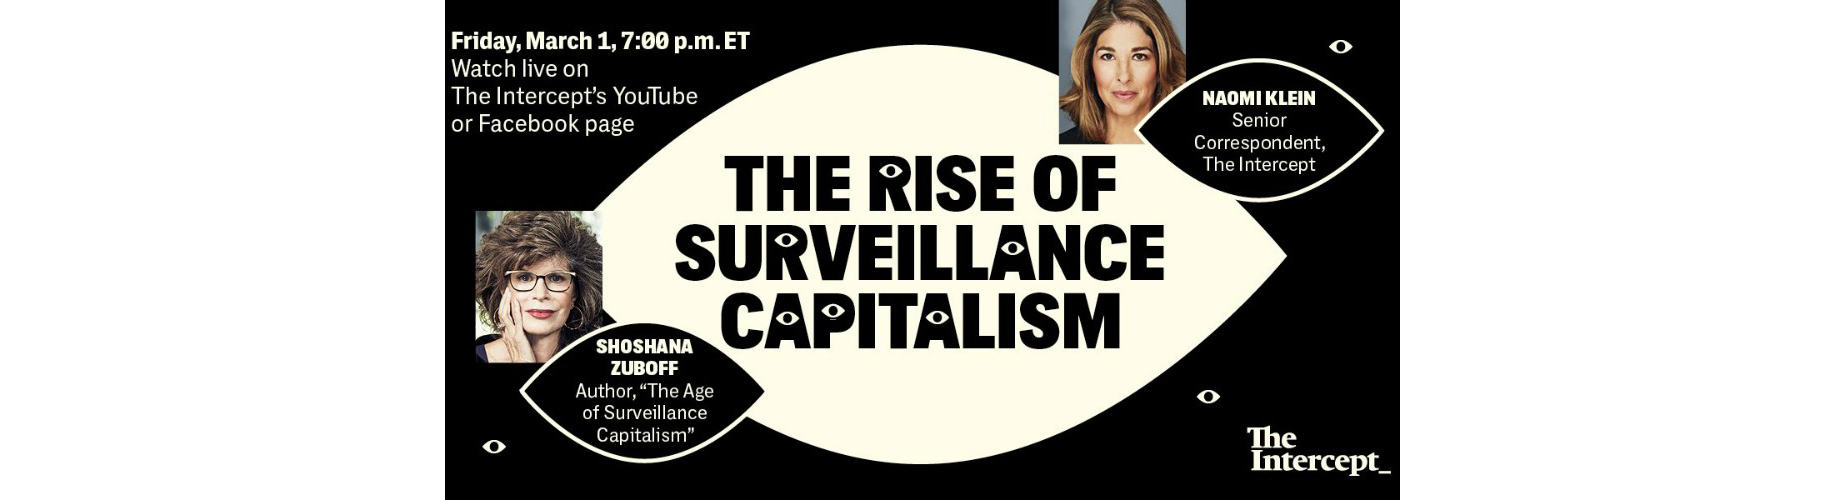 Friday, March 1, 7:00 p.m. ET
Watch live on
The Intercept's YouTube
or Facebook page
NAOMI KLEIN
Senior
Correspondent,
The Intercept
THE RISE OF
SURVEILLANCE
CAPITALISM
SHOSHANA
ZUBOFF
Author, “The Age
of Surveillance
Capitalism”
The
Intercept_